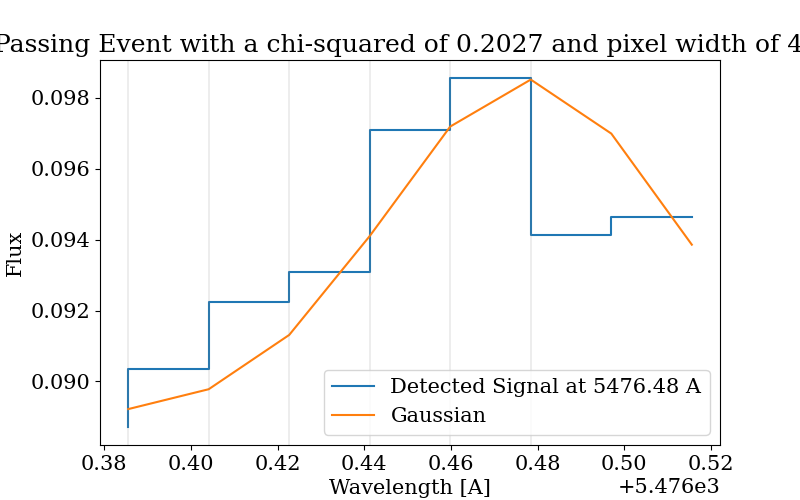 Passing Event with a chi-squared of 0.2027 and pixel width of 4
0.098
0.096
0.094
0.092
0.090
Flux
Detected Signal at 5476.48 A
Gaussian
0.38 0.40 0.42 0.44 0.46 0.48 0.50 0.52
Wavelength [A]
+5.476e3